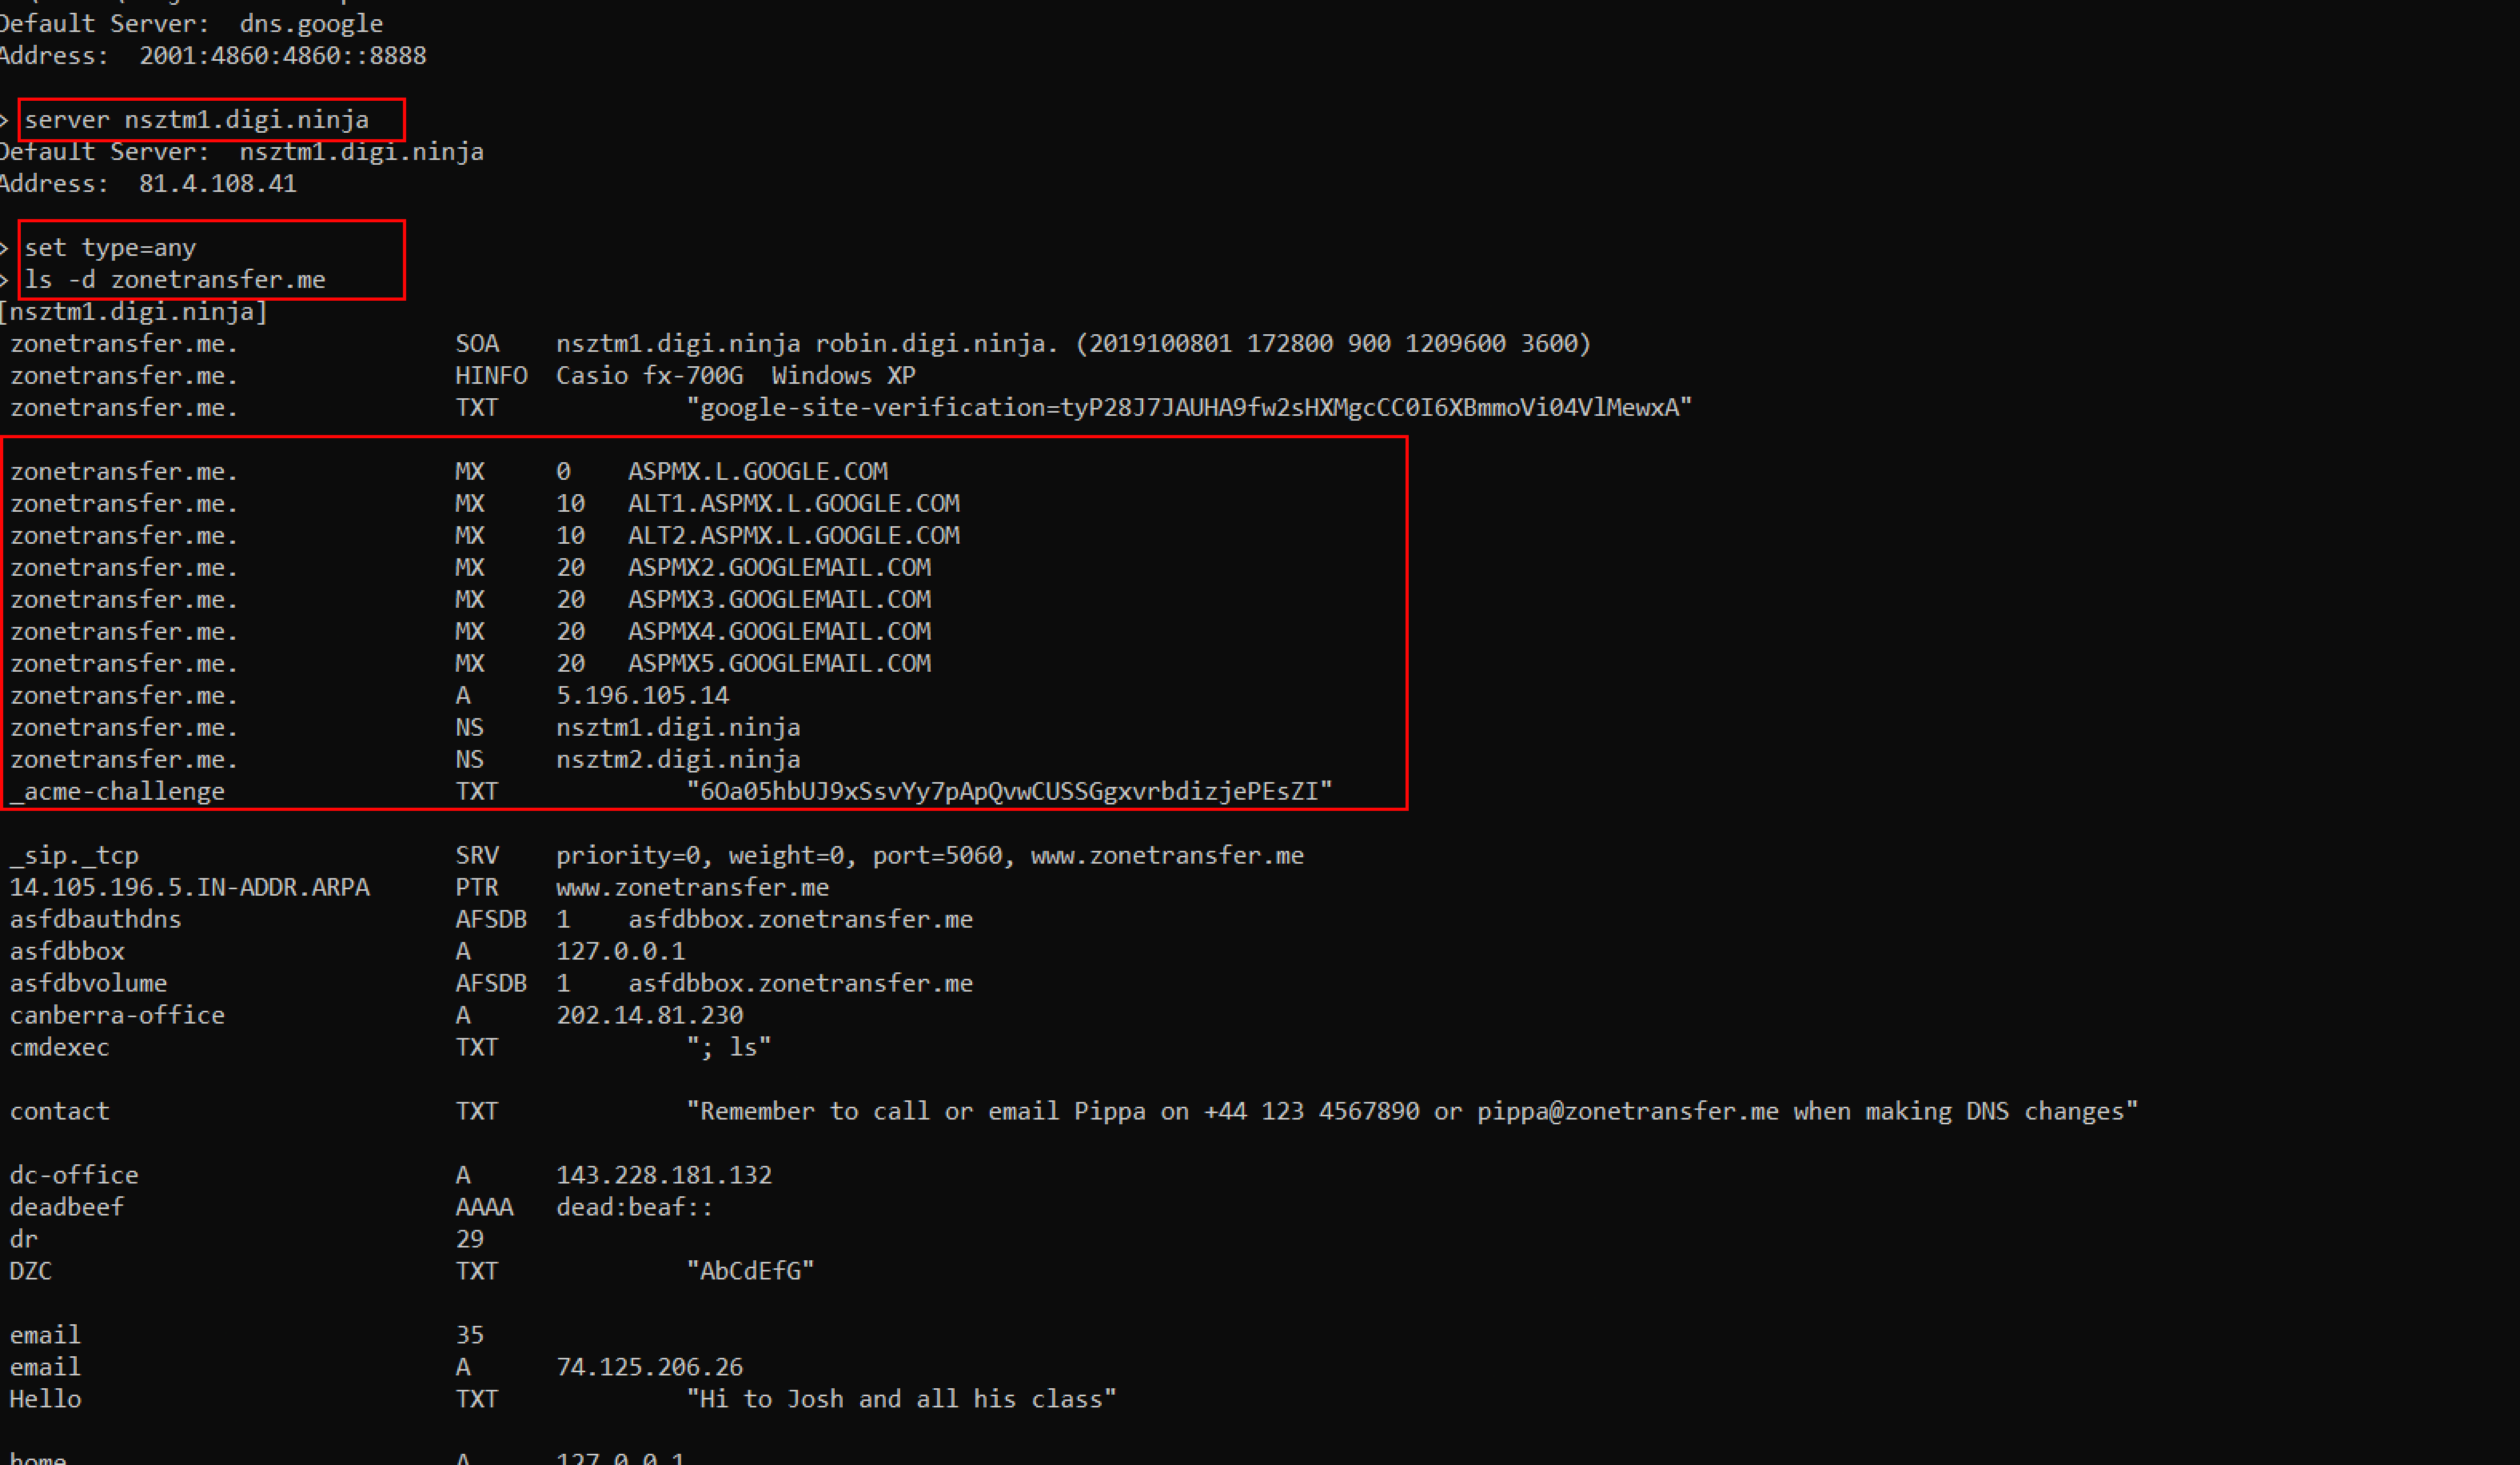 Default Server:  dns.google
Address:  2001:4860:4860::8888
> server nsztm1.digi.ninja
Default Server:  nsztm1.digi.ninja
Address:  81.4.108.41
> set type=any
> ls -d zonetransfer.me
[nsztm1.digi.ninja]
zonetransfer.me. SOA nsztm1.digi.ninja robin.digi.ninja. (2019100801 172800 900 1209600 3600)
zonetransfer.me. HINFO Casio fx-700G  Windows XP
zonetransfer.me. TXT "google-site-verification=tyP28J7JAUHA9fw2sHXMgcCC0I6XBmmoVi04VlMewxA"
zonetransfer.me. MX 0 ASPMX.L.GOOGLE.COM
zonetransfer.me. MX 10 ALT1.ASPMX.L.GOOGLE.COM
zonetransfer.me. MX 10 ALT2.ASPMX.L.GOOGLE.COM
zonetransfer.me. MX 20 ASPMX2.GOOGLEMAIL.COM
zonetransfer.me. MX 20 ASPMX3.GOOGLEMAIL.COM
zonetransfer.me. MX 20 ASPMX4.GOOGLEMAIL.COM
zonetransfer.me. MX 20 ASPMX5.GOOGLEMAIL.COM
zonetransfer.me. A 5.196.105.14
zonetransfer.me. NS nsztm1.digi.ninja
zonetransfer.me. NS nsztm2.digi.ninja
_acme-challenge TXT "6Oa05hbUJ9xSsvYy7pApQvwCUSSGgxvrbdizjePEsZI"
_sip._tcp SRV priority=0, weight=0, port=5060, www.zonetransfer.me
14.105.196.5.IN-ADDR.ARPA PTR www.zonetransfer.me
asfdbauthdns AFSDB 1 asfdbbox.zonetransfer.me
asfdbbox A 127.0.0.1
asfdbvolume AFSDB 1 asfdbbox.zonetransfer.me
canberra-office A 202.14.81.230
cmdexec TXT "; ls"
contact TXT "Remember to call or email Pippa on +44 123 4567890 or pippa@zonetransfer.me when making DNS changes"
dc-office A 143.228.181.132
deadbeef AAAA dead:beaf::
dr 29
DZC TXT "AbCdEfG"
email 35
email A 74.125.206.26
Hello TXT "Hi to Josh and all his class"
home A 127.0.0.1